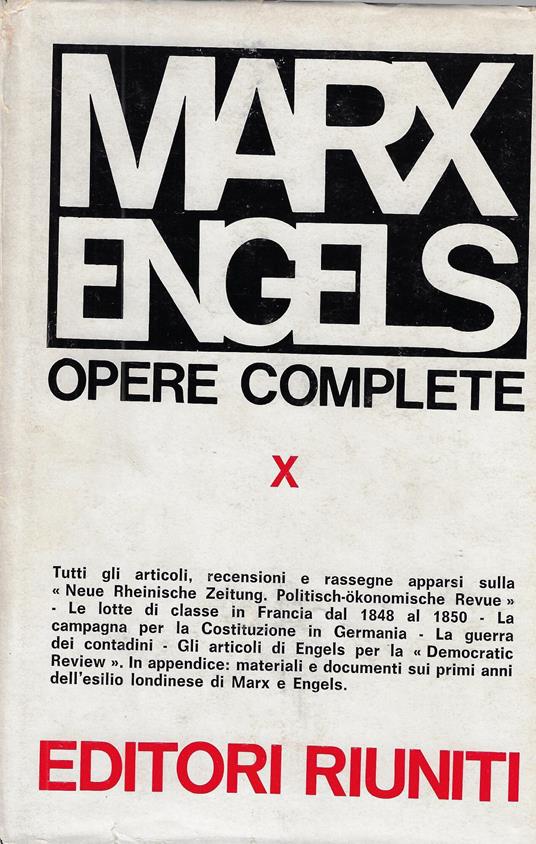 MARX
ENGELS
OPERE COMPLETE
X
Tutti gli articoli, recensioni e rassegne apparsi sulla
« Neue Rheinische Zeitung. Politisch-ökonomische Revue »
- Le lotte di classe in Francia dal 1848 al 1850 - La
campagna per la Costituzione in Germania - La guerra
dei contadini - Gli articoli di Engels per la « Democratic
Review ». In appendice: materiali e documenti sui primi anni
dell'esilio londinese di Marx e Engels.
EDITORI RIUNITI